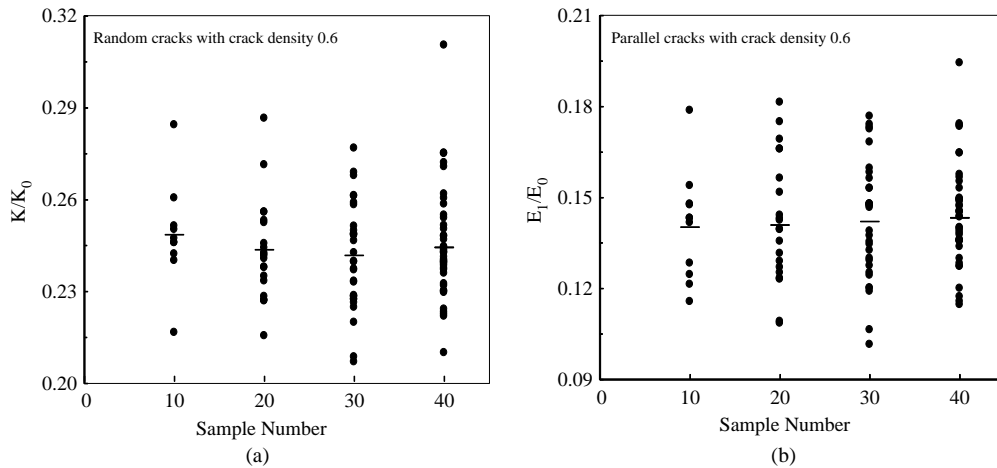 0.32
Random cracks with crack density 0.6
0.29
0.26
0.23
0.20
K/K₀
0 10 20 30 40
Sample Number
(a)
0.21
Parallel cracks with crack density 0.6
0.18
0.15
0.12
0.09
E₁/E₀
0 10 20 30 40
Sample Number
(b)